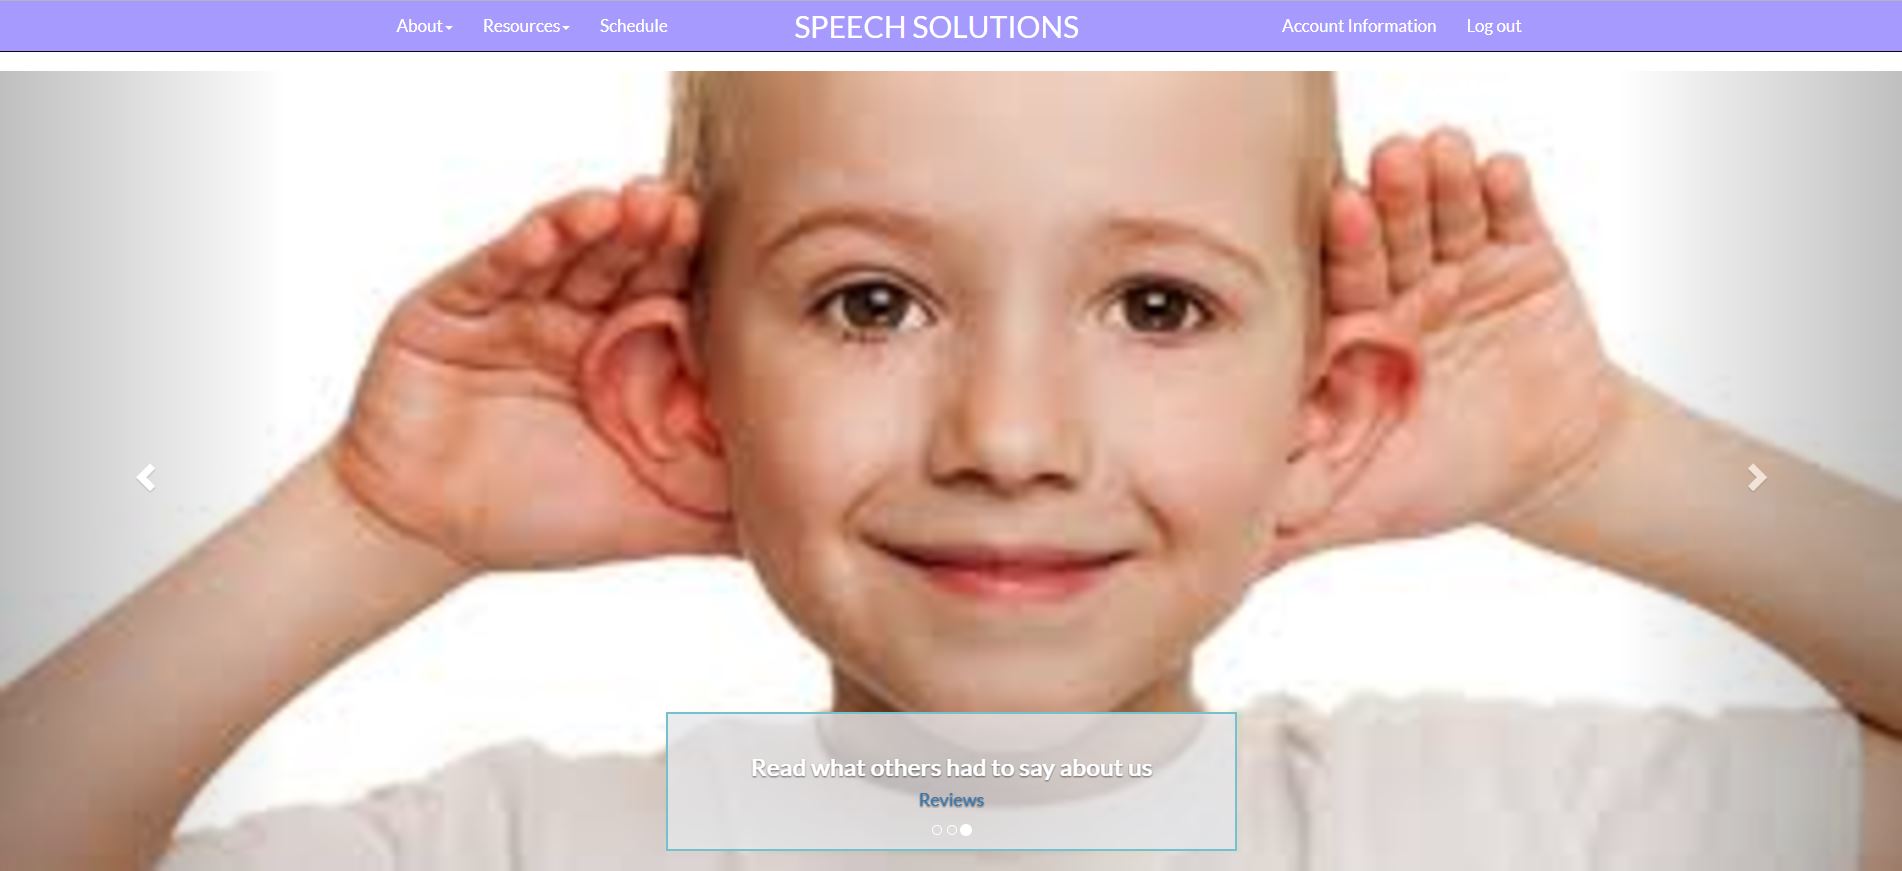 About
Resources
Schedule
SPEECH SOLUTIONS
Account Information
Log out
Read what others had to say about us
Reviews